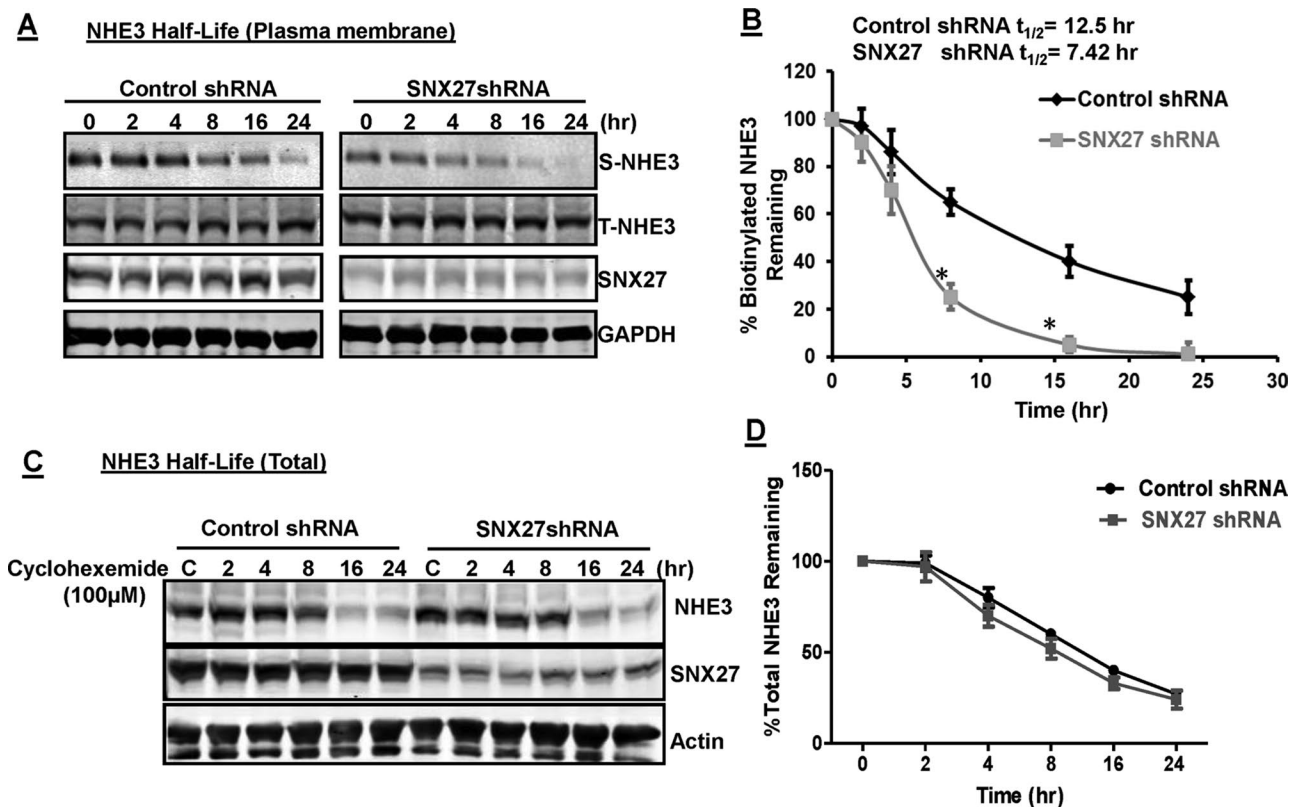 A NHE3 Half-Life (Plasma membrane)
Control shRNA SNX27shRNA
0 2 4 8 16 24 0 2 4 8 16 24 (hr)
S-NHE3
T-NHE3
SNX27
GAPDH
B
Control shRNA t1/2= 12.5 hr
SNX27 shRNA t1/2= 7.42 hr
% Biotinylated NHE3
Remaining
120
100
80
60
40
20
0
Control shRNA
SNX27 shRNA
*
*
0 5 10 15 20 25 30
Time (hr)
C NHE3 Half-Life (Total)
Control shRNA SNX27shRNA
Cyclohexemide C 2 4 8 16 24 C 2 4 8 16 24 (hr)
(100µM)
NHE3
SNX27
Actin
D
%Total NHE3 Remaining
150
100
50
0
Control shRNA
SNX27 shRNA
0 2 4 8 16 24
Time (hr)